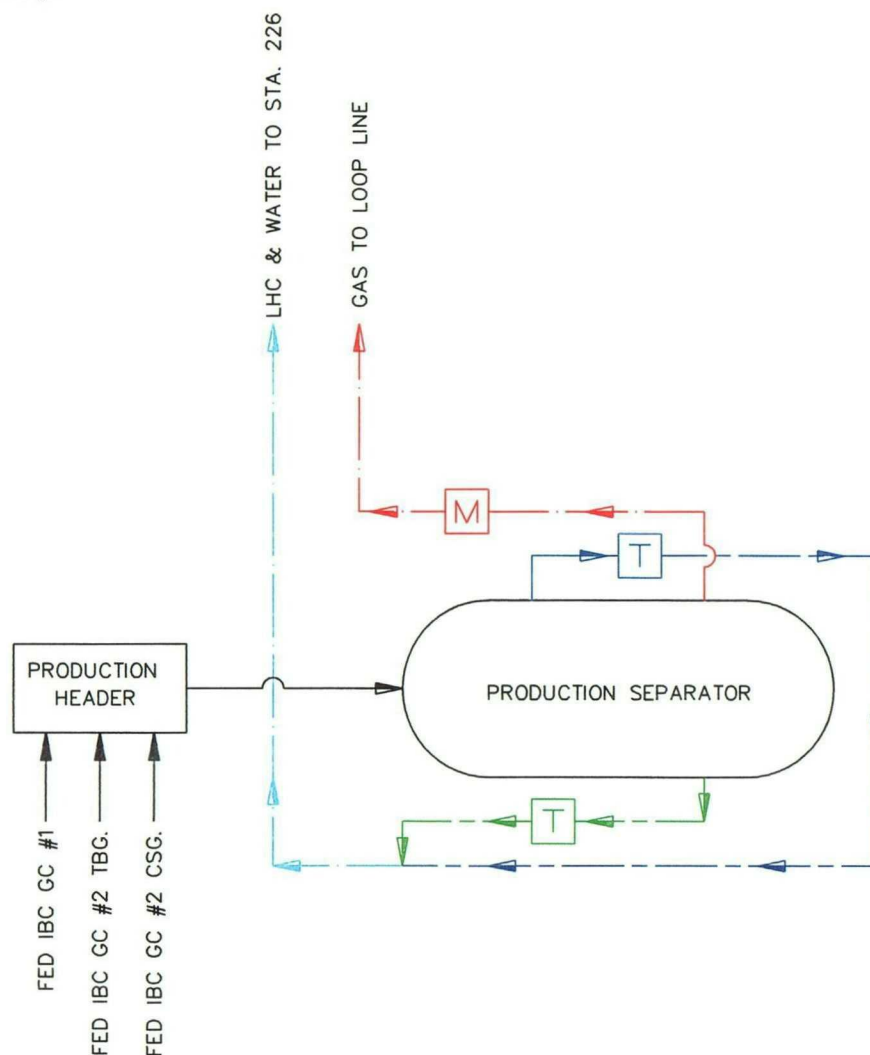 LHC & WATER TO STA. 226
GAS TO LOOP LINE
M
T
PRODUCTION
HEADER
PRODUCTION SEPARATOR
T
FED IBC GC #1
FED IBC GC #2 TBG.
FED IBC GC #2 CSG.